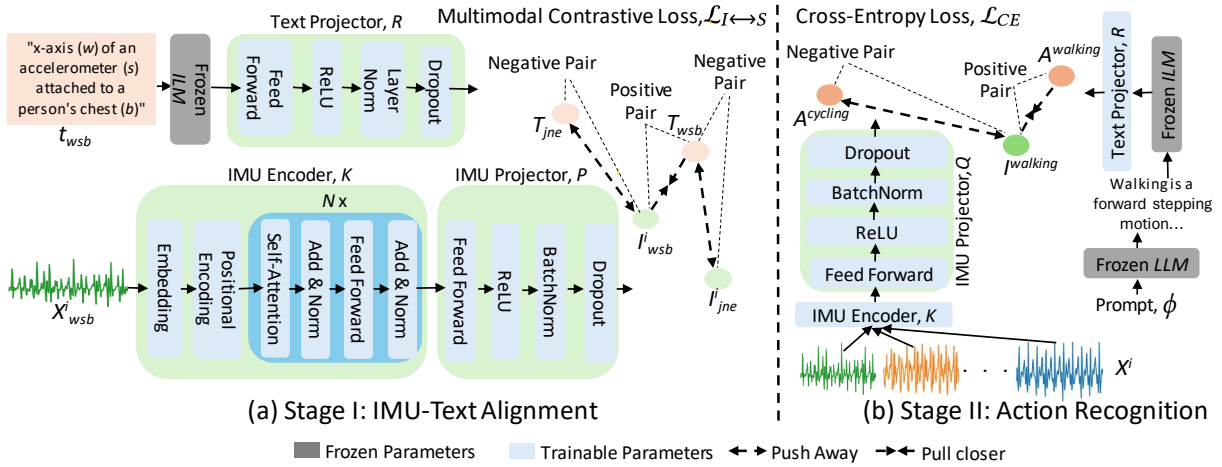 Text Projector, R
"x-axis (w) of an
accelerometer (s)
attached to a
person's chest (b)"
t_wsb
Frozen
ILM
Feed
Forward
ReLU
Layer
Norm
Dropout
Multimodal Contrastive Loss, ℒ_I⟷S
Negative Pair
Negative
Pair
Positive
Pair
T_jne
T_wsb
I^i_wsb
I^i_jne
IMU Encoder, K
N x
X^i_wsb
Embedding
Positional
Encoding
Self-Attention
Add & Norm
Feed Forward
Add & Norm
IMU Projector, P
Feed Forward
ReLU
BatchNorm
Dropout
(a) Stage I: IMU-Text Alignment
Cross-Entropy Loss, ℒ_CE
Negative Pair
Positive
Pair
A^walking
A^cycling
I^walking
Text Projector, R
Frozen ILM
Walking is a
forward stepping
motion...
Frozen LLM
Prompt, ϕ
IMU Projector,Q
Dropout
BatchNorm
ReLU
Feed Forward
IMU Encoder, K
. . .
X^i
(b) Stage II: Action Recognition
Frozen Parameters
Trainable Parameters
Push Away
Pull closer